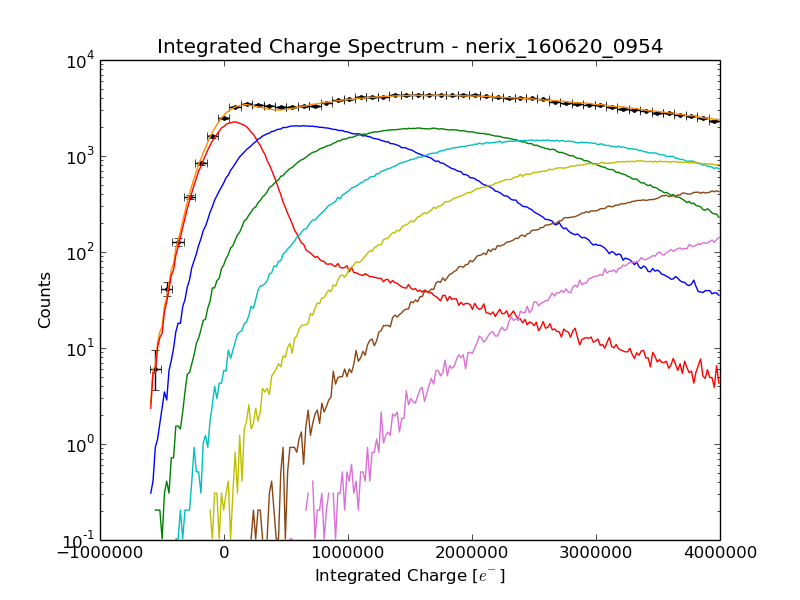 Integrated Charge Spectrum - nerix_160620_0954
10^4
10^3
10^2
10^1
10^0
10^-1
Counts
−1000000 0 1000000 2000000 3000000 4000000
Integrated Charge [e^-]